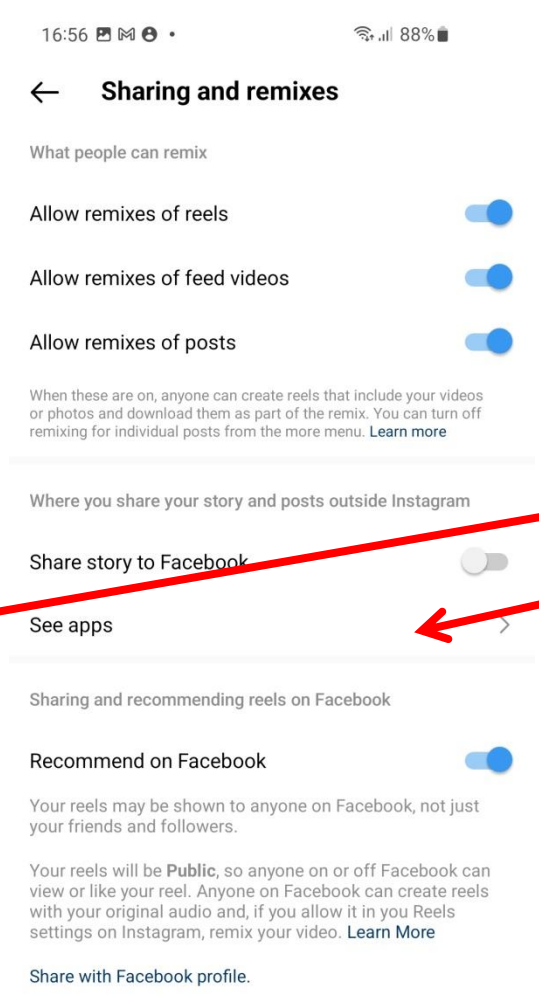 16:56 88%
Sharing and remixes
What people can remix
Allow remixes of reels
Allow remixes of feed videos
Allow remixes of posts
When these are on, anyone can create reels that include your videos
or photos and download them as part of the remix. You can turn off
remixing for individual posts from the more menu. Learn more
Where you share your story and posts outside Instagram
Share story to Facebook
See apps
Sharing and recommending reels on Facebook
Recommend on Facebook
Your reels may be shown to anyone on Facebook, not just
your friends and followers.
Your reels will be Public, so anyone on or off Facebook can
view or like your reel. Anyone on Facebook can create reels
with your original audio and, if you allow it in you Reels
settings on Instagram, remix your video. Learn More
Share with Facebook profile.